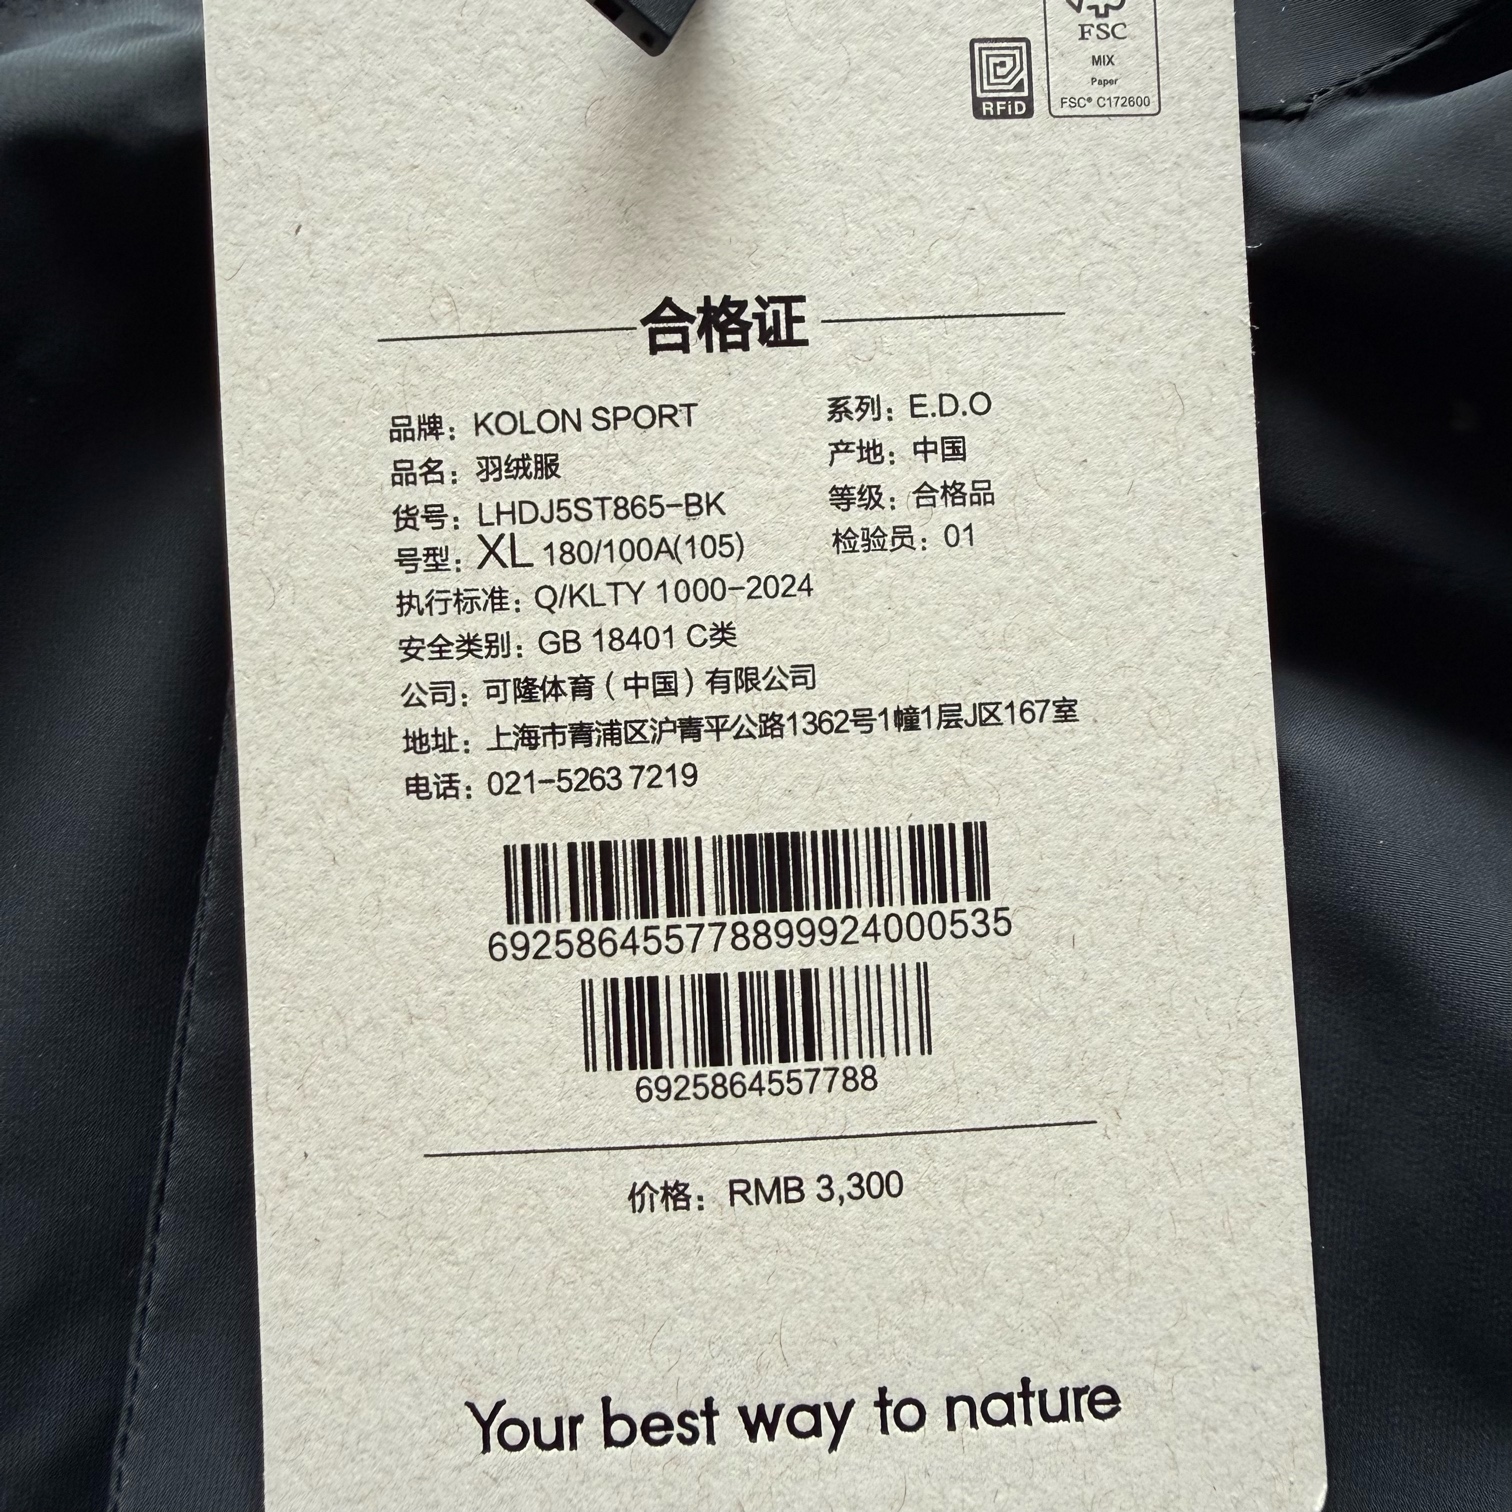 FSC
MIX
Paper
FSC® C172600
RFiD
合格证
品牌：KOLON SPORT
系列：E.D.O
品名：羽绒服
产地：中国
货号：LHDJ5ST865-BK
等级：合格品
号型：XL 180/100A(105)
检验员：01
执行标准：Q/KLTY 1000-2024
安全类别：GB 18401 C类
公司：可隆体育（中国）有限公司
地址：上海市青浦区沪青平公路1362号1幢1层J区167室
电话：021-5263 7219
692586455778899924000535
6925864557788
价格：RMB 3,300
Your best way to nature